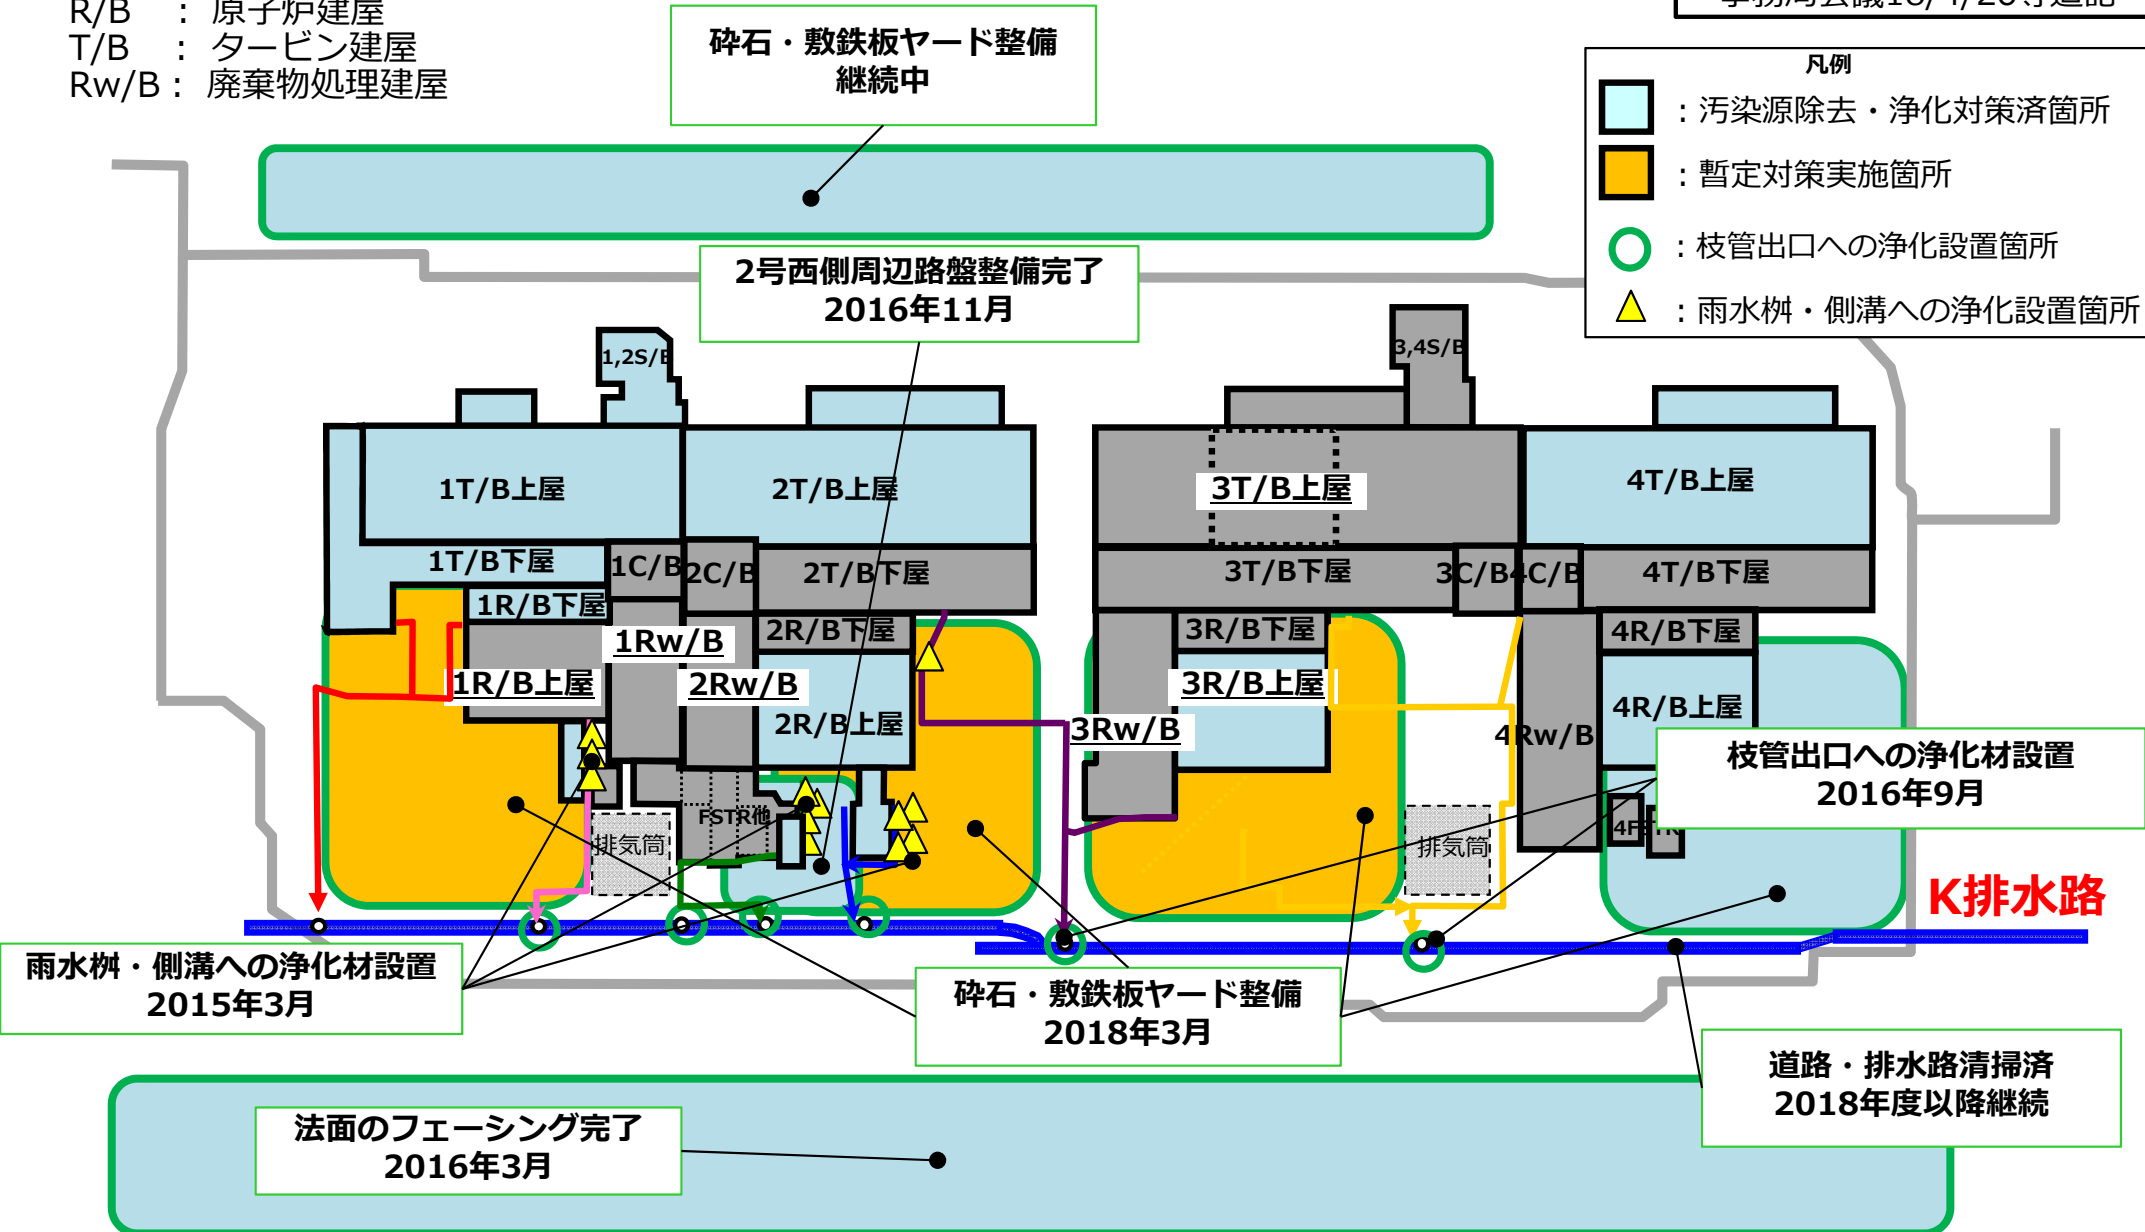 R/B : 原子炉建屋
T/B : タービン建屋
Rw/B : 廃棄物処理建屋
砕石・敷鉄板ヤード整備
継続中
凡例
: 汚染源除去・浄化対策済箇所
: 暫定対策実施箇所
: 枝管出口への浄化設置箇所
: 雨水桝・側溝への浄化設置箇所
2号西側周辺路盤整備完了
2016年11月
1,2S/B
3,4S/B
1T/B上屋
2T/B上屋
3T/B上屋
4T/B上屋
1T/B下屋
1C/B
2C/B
2T/B下屋
3T/B下屋
3C/B
4C/B
4T/B下屋
1R/B下屋
1Rw/B
2R/B下屋
3R/B下屋
4R/B下屋
1R/B上屋
2Rw/B
2R/B上屋
3R/B上屋
3Rw/B
4Rw/B
4R/B上屋
枝管出口への浄化材設置
2016年9月
FSTR他
排気筒
排気筒
K排水路
雨水桝・側溝への浄化材設置
2015年3月
砕石・敷鉄板ヤード整備
2018年3月
道路・排水路清掃済
2018年度以降継続
法面のフェーシング完了
2016年3月